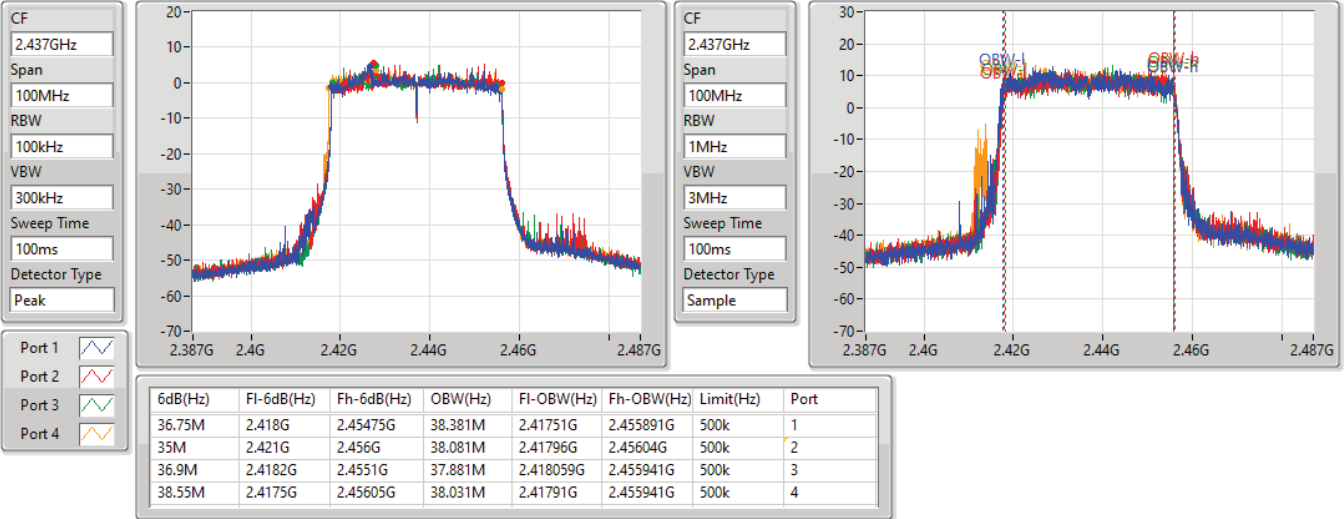 CF
2.437GHz
Span
100MHz
RBW
100kHz
VBW
300kHz
Sweep Time
100ms
Detector Type
Peak
20
10
0
-10
-20
-30
-40
-50
-60
-70
2.387G 2.4G 2.42G 2.44G 2.46G 2.487G
CF
2.437GHz
Span
100MHz
RBW
1MHz
VBW
3MHz
Sweep Time
100ms
Detector Type
Sample
30
20
10
0
-10
-20
-30
-40
-50
-60
-70
OBW-l OBW-h
2.387G 2.4G 2.42G 2.44G 2.46G 2.487G
Port 1
Port 2
Port 3
Port 4
6dB(Hz) Fl-6dB(Hz) Fh-6dB(Hz) OBW(Hz) Fl-OBW(Hz) Fh-OBW(Hz) Limit(Hz) Port
36.75M 2.418G 2.45475G 38.381M 2.41751G 2.455891G 500k 1
35M 2.421G 2.456G 38.081M 2.41796G 2.45604G 500k 2
36.9M 2.4182G 2.4551G 37.881M 2.418059G 2.455941G 500k 3
38.55M 2.4175G 2.45605G 38.031M 2.41791G 2.455941G 500k 4